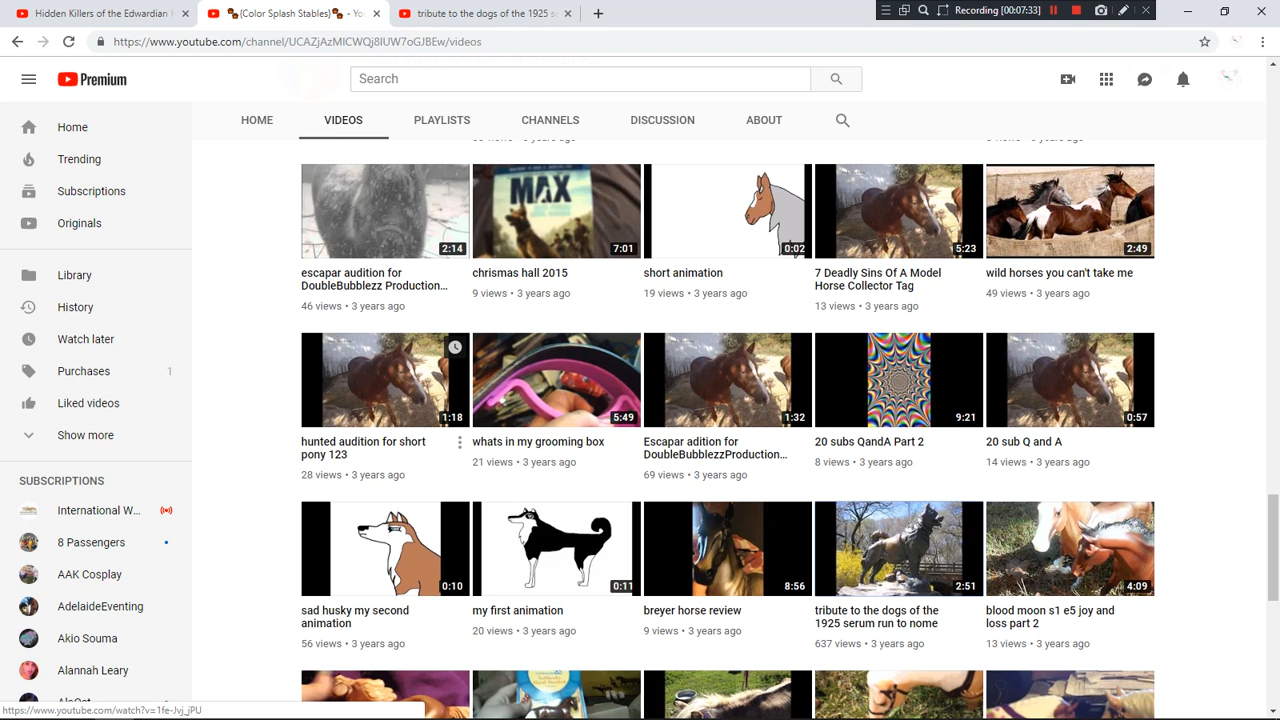 Hidden Killers of the Edwardian
[Color Splash Stables]
tribute to the dogs of the 1925 s
Recording [00:07:33]
https://www.youtube.com/channel/UCAZjAzMICWQj8IUW7oGJBEw/videos
Premium
Search
HOME VIDEOS PLAYLISTS CHANNELS DISCUSSION ABOUT
Home
Trending
Subscriptions
Originals
Library
History
Watch later
Purchases 1
Liked videos
Show more
SUBSCRIPTIONS
International W...
8 Passengers
AAK Cosplay
AdelaideEventing
Akio Souma
Alannah Leary
2:14
MAX
7:01
0:02
5:23
2:49
escapar audition for
DoubleBubblezz Production...
46 views • 3 years ago
chrismas hall 2015
9 views • 3 years ago
short animation
19 views • 3 years ago
7 Deadly Sins Of A Model
Horse Collector Tag
13 views • 3 years ago
wild horses you can't take me
49 views • 3 years ago
1:18
5:49
1:32
9:21
0:57
hunted audition for short
pony 123
28 views • 3 years ago
whats in my grooming box
21 views • 3 years ago
Escapar adition for
DoubleBubblezzProduction...
69 views • 3 years ago
20 subs QandA Part 2
8 views • 3 years ago
20 sub Q and A
14 views • 3 years ago
0:10
0:11
8:56
2:51
4:09
sad husky my second
animation
56 views • 3 years ago
my first animation
20 views • 3 years ago
breyer horse review
9 views • 3 years ago
tribute to the dogs of the
1925 serum run to nome
637 views • 3 years ago
blood moon s1 e5 joy and
loss part 2
13 views • 3 years ago
https://www.youtube.com/watch?v=1fe-Jvj_jPU